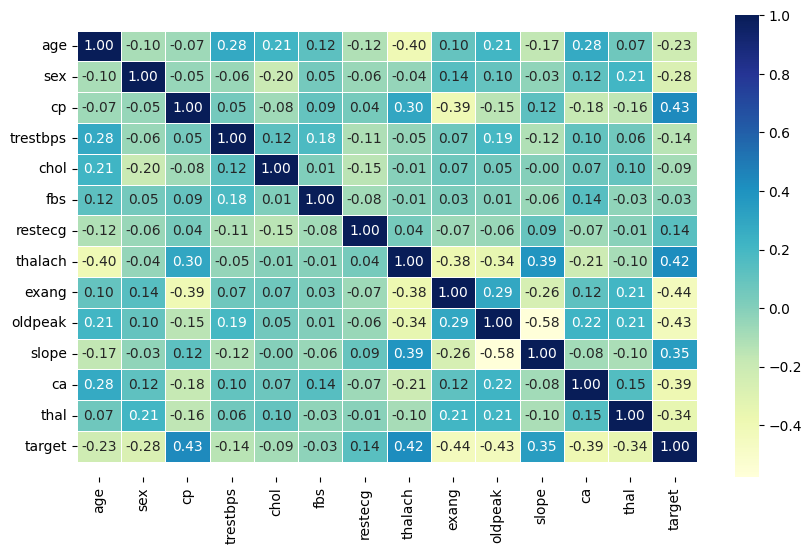 age 1.00 -0.10 -0.07 0.28 0.21 0.12 -0.12 -0.40 0.10 0.21 -0.17 0.28 0.07 -0.23
sex -0.10 1.00 -0.05 -0.06 -0.20 0.05 -0.06 -0.04 0.14 0.10 -0.03 0.12 0.21 -0.28
cp -0.07 -0.05 1.00 0.05 -0.08 0.09 0.04 0.30 -0.39 -0.15 0.12 -0.18 -0.16 0.43
trestbps 0.28 -0.06 0.05 1.00 0.12 0.18 -0.11 -0.05 0.07 0.19 -0.12 0.10 0.06 -0.14
chol 0.21 -0.20 -0.08 0.12 1.00 0.01 -0.15 -0.01 0.07 0.05 -0.00 0.07 0.10 -0.09
fbs 0.12 0.05 0.09 0.18 0.01 1.00 -0.08 -0.01 0.03 0.01 -0.06 0.14 -0.03 -0.03
restecg -0.12 -0.06 0.04 -0.11 -0.15 -0.08 1.00 0.04 -0.07 -0.06 0.09 -0.07 -0.01 0.14
thalach -0.40 -0.04 0.30 -0.05 -0.01 -0.01 0.04 1.00 -0.38 -0.34 0.39 -0.21 -0.10 0.42
exang 0.10 0.14 -0.39 0.07 0.07 0.03 -0.07 -0.38 1.00 0.29 -0.26 0.12 0.21 -0.44
oldpeak 0.21 0.10 -0.15 0.19 0.05 0.01 -0.06 -0.34 0.29 1.00 -0.58 0.22 0.21 -0.43
slope -0.17 -0.03 0.12 -0.12 -0.00 -0.06 0.09 0.39 -0.26 -0.58 1.00 -0.08 -0.10 0.35
ca 0.28 0.12 -0.18 0.10 0.07 0.14 -0.07 -0.21 0.12 0.22 -0.08 1.00 0.15 -0.39
thal 0.07 0.21 -0.16 0.06 0.10 -0.03 -0.01 -0.10 0.21 0.21 -0.10 0.15 1.00 -0.34
target -0.23 -0.28 0.43 -0.14 -0.09 -0.03 0.14 0.42 -0.44 -0.43 0.35 -0.39 -0.34 1.00
age sex cp trestbps chol fbs restecg thalach exang oldpeak slope ca thal target
1.0
0.8
0.6
0.4
0.2
0.0
−0.2
−0.4